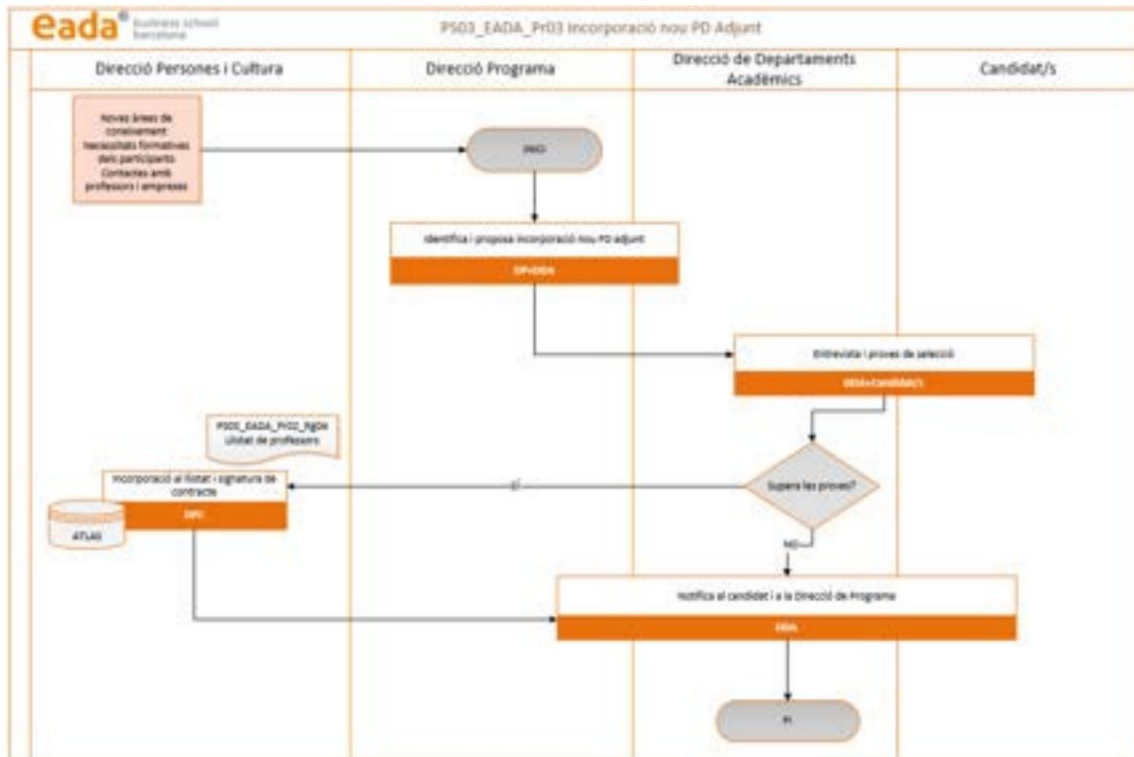 eada business school
barcelona
PS03_EADA_Pr03 Incorporació nou PD Adjunt
Direcció Persones i Cultura
Direcció Programa
Direcció de Departaments
Acadèmics
Candidat/s
Noves àrees de
coneixement
Necessitats formatives
dels participants
Contactes amb
professors i empreses
INICI
Identifica i proposa incorporació nou PD adjunt
DP+DDA
Entrevista i proves de selecció
DDA+Candidat/s
PS03_EADA_Pr02_Rg04
Llistat de professors
Supera les proves?
SÍ
Incorporació al llistat i signatura de
contracte
DPC
ATLAS
NO
Notifica al candidat i a la Direcció de Programa
DDA
FI